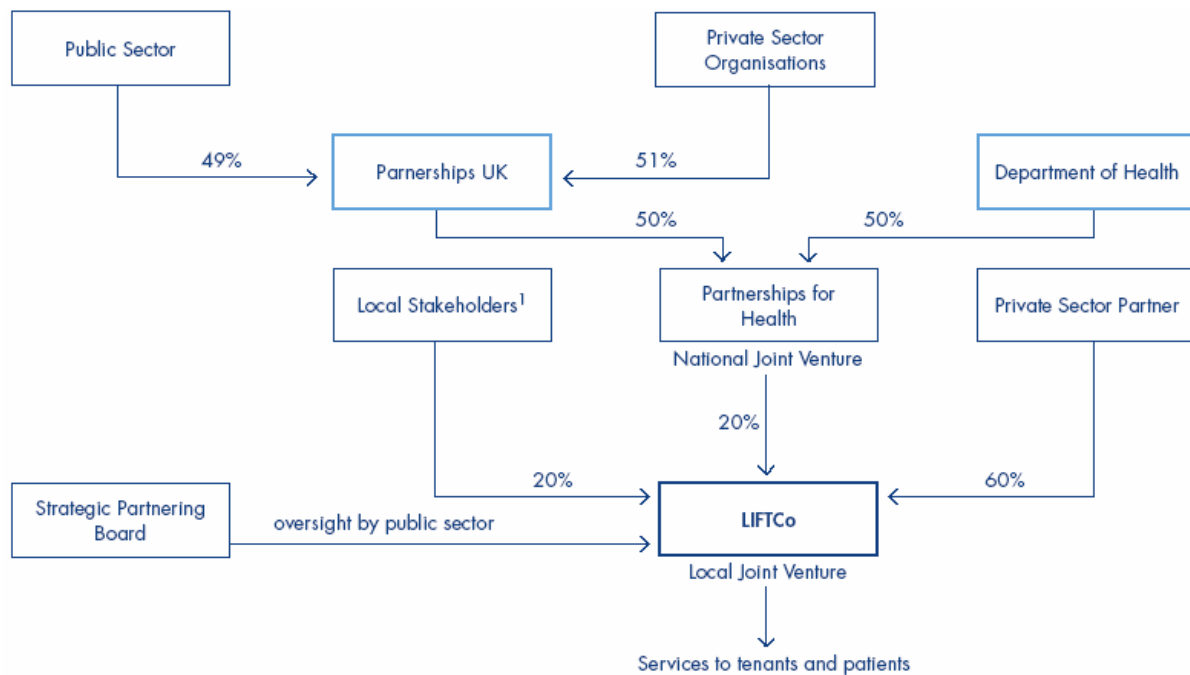 Public Sector
Private Sector
Organisations
49%
Parnerships UK
51%
Department of Health
50%
50%
Local Stakeholders1
Partnerships for
Health
Private Sector Partner
National Joint Venture
20%
20%
60%
Strategic Partnering
Board
oversight by public sector
LIFTCo
Local Joint Venture
Services to tenants and patients